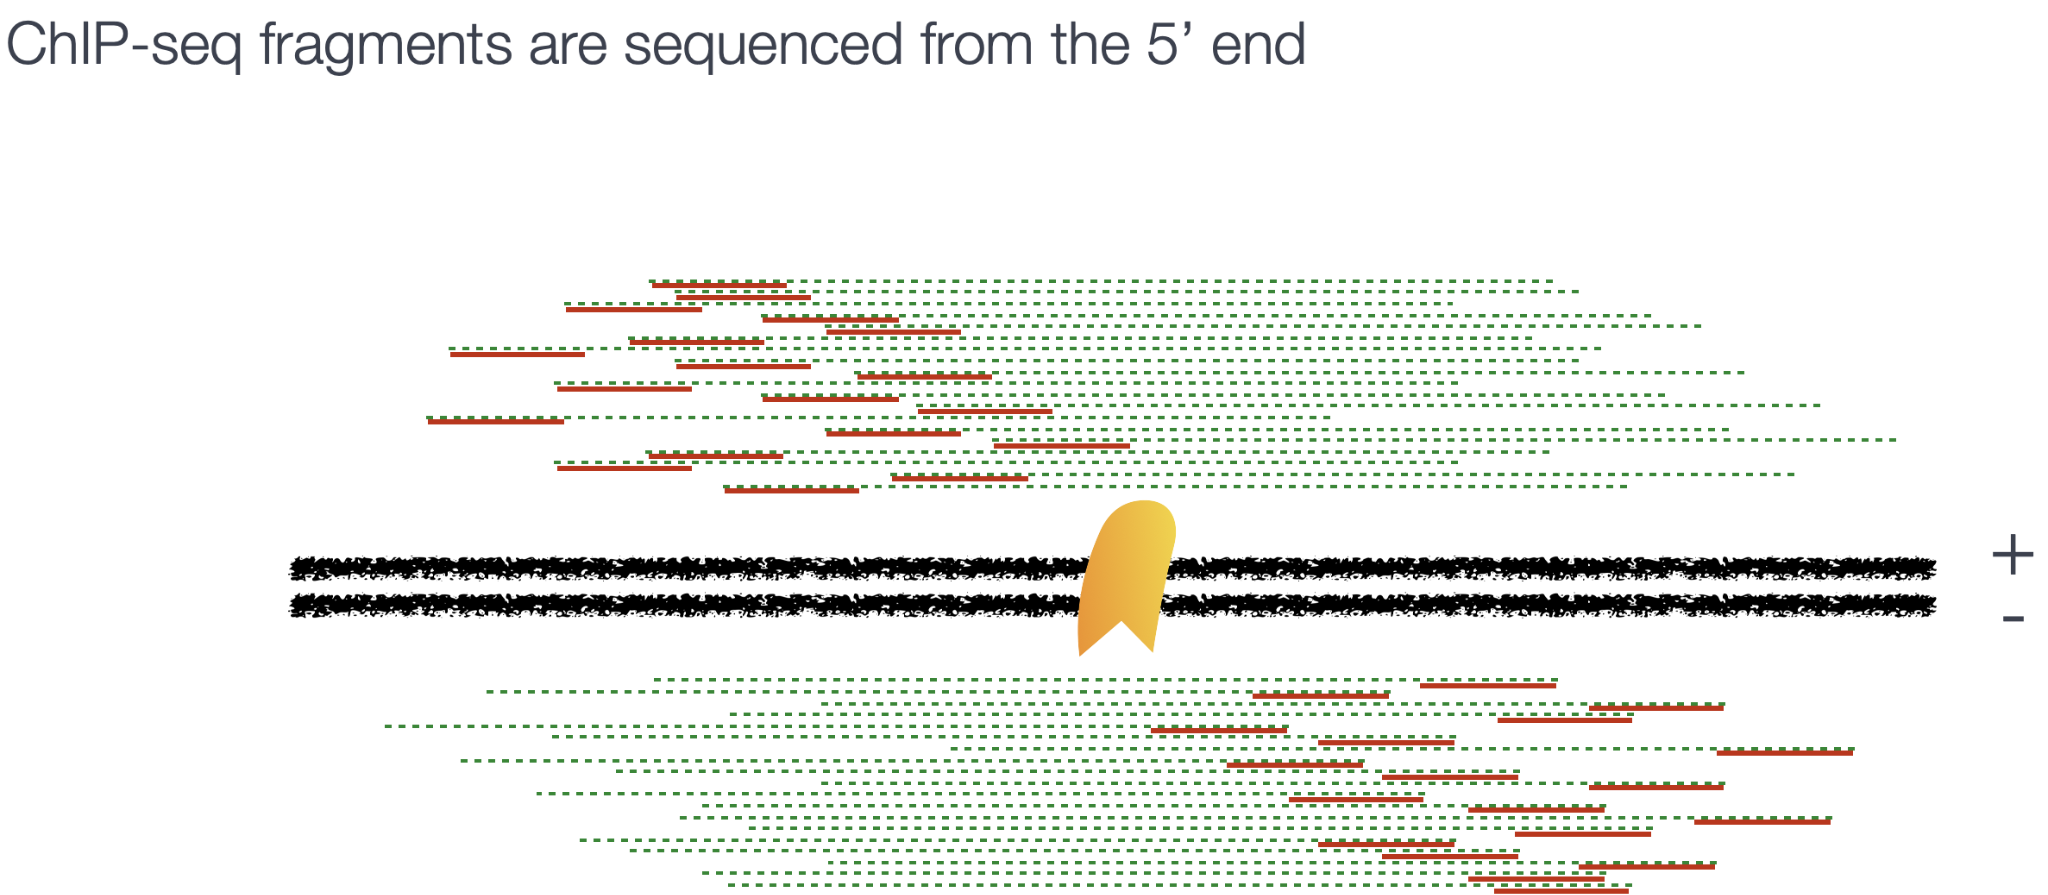 ChIP-seq fragments are sequenced from the 5’ end
+
-